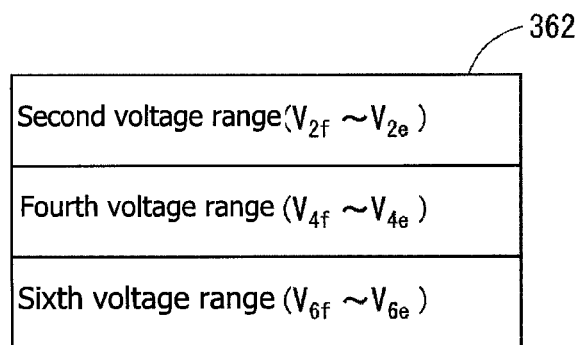 362
Second voltage range (V2f ~V2e )
Fourth voltage range (V4f ~V4e )
Sixth voltage range (V6f ~V6e )